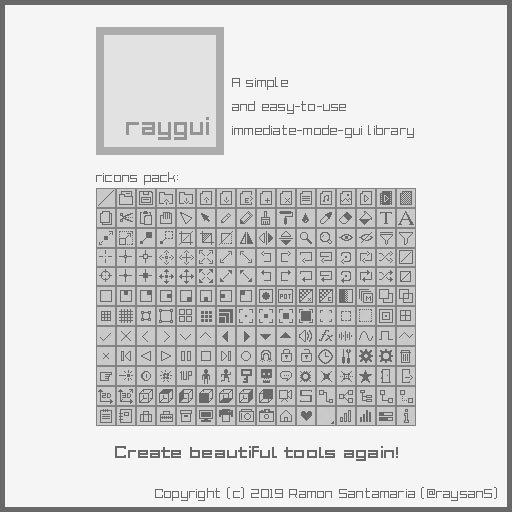 raygui
A simple
and easy-to-use
immediate-mode-gui library
ricons pack:
Create beautiful tools again!
Copyright (c) 2019 Ramon Santamaria (@raysan5)